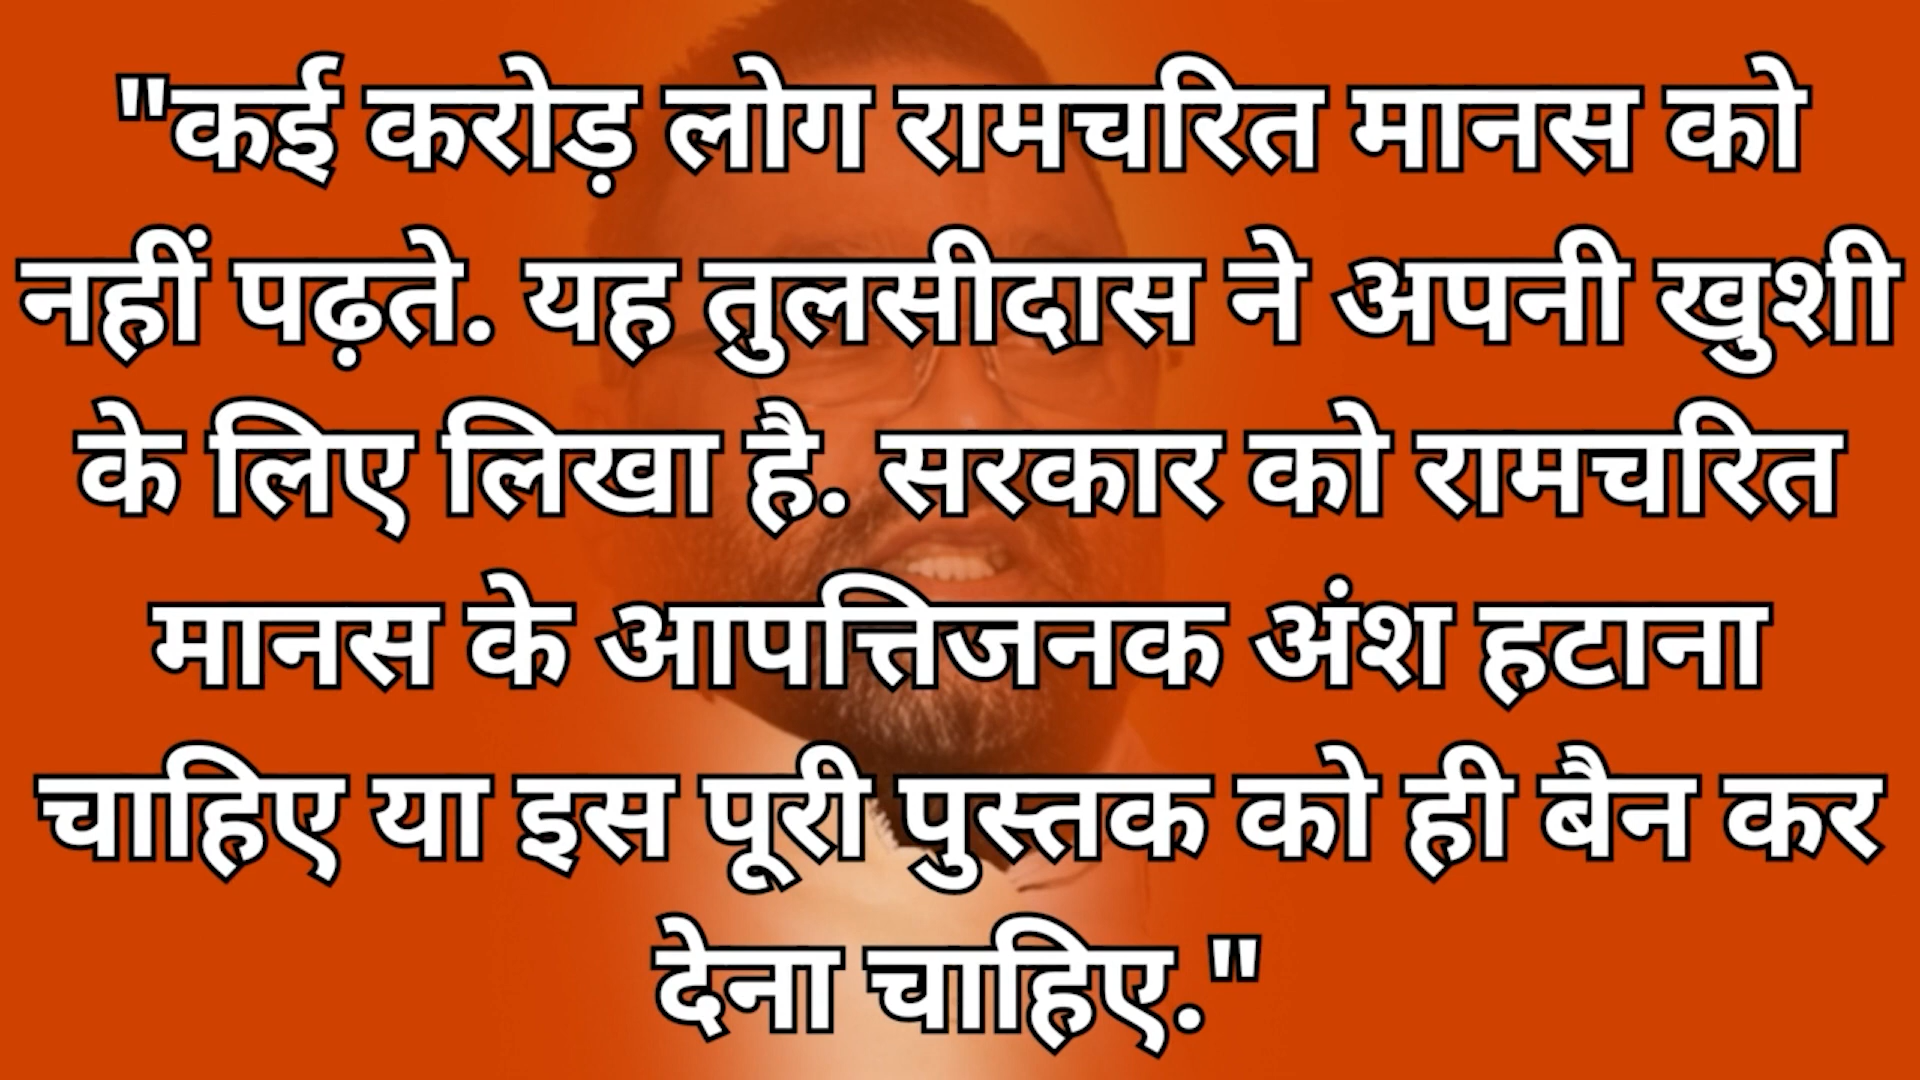 "कई करोड़ लोग रामचरित मानस को
नहीं पढ़ते. यह तुलसीदास ने अपनी खुशी
के लिए लिखा है. सरकार को रामचरित
मानस के आपत्तिजनक अंश हटाना
चाहिए या इस पूरी पुस्तक को ही बैन कर
देना चाहिए."